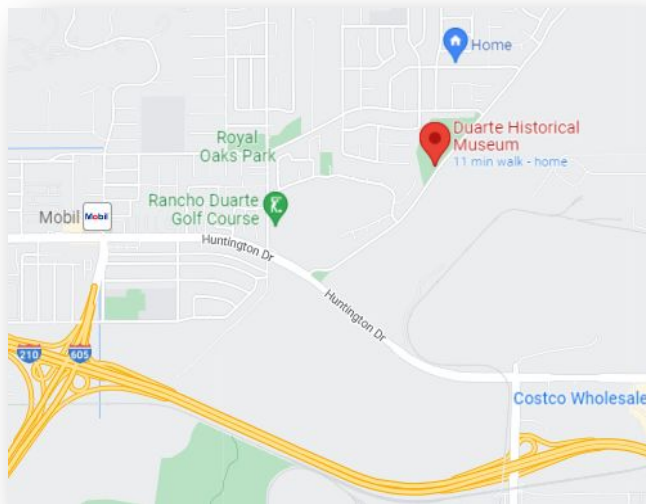 Home
Duarte Historical
Museum
11 min walk - home
Royal
Oaks Park
Rancho Duarte
Golf Course
Mobil Mobil
Huntington Dr
Huntington Dr
210
605
Costco Wholesale